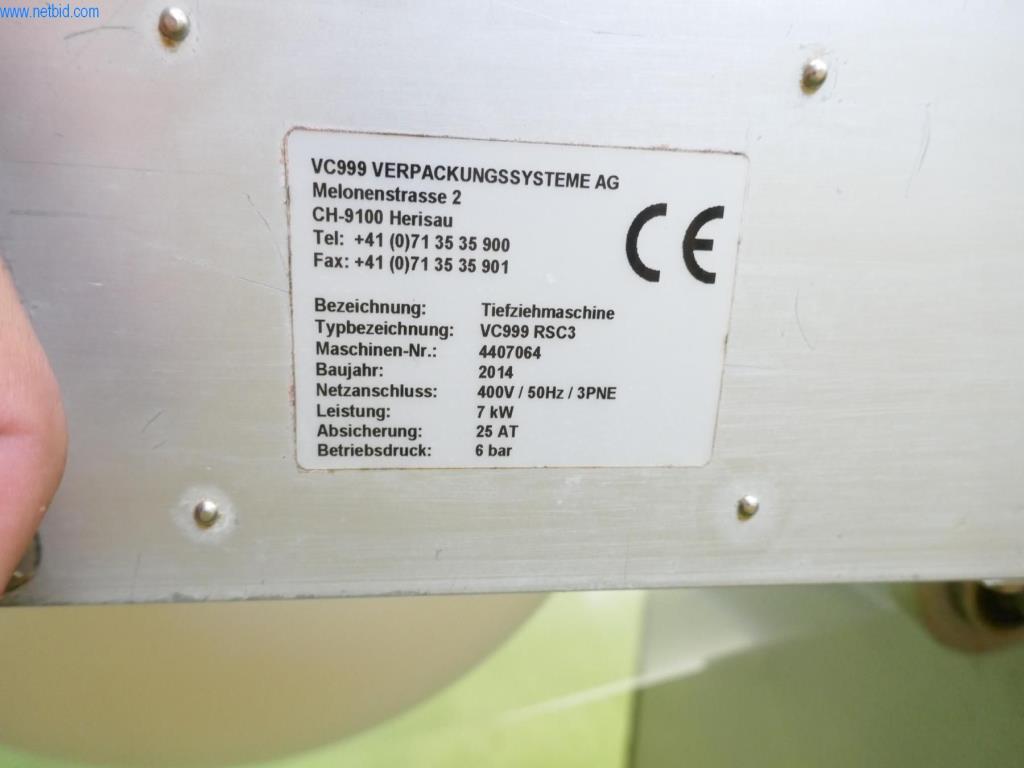 www.netbid.com
VC999 VERPACKUNGSSYSTEME AG
Melonenstrasse 2
CH-9100 Herisau
Tel: +41 (0)71 35 35 900
Fax: +41 (0)71 35 35 901
CE
Bezeichnung: Tiefziehmaschine
Typbezeichnung: VC999 RSC3
Maschinen-Nr.: 4407064
Baujahr: 2014
Netzanschluss: 400V / 50Hz / 3PNE
Leistung: 7 kW
Absicherung: 25 AT
Betriebsdruck: 6 bar